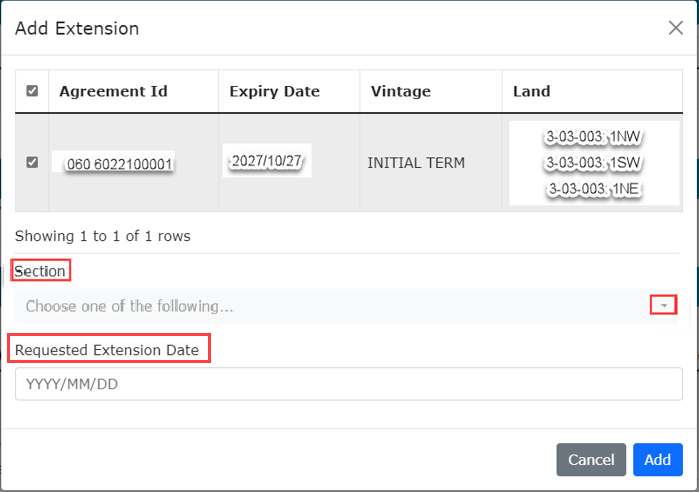 Add Extension
Agreement Id Expiry Date Vintage Land
060 6022100001 2027/10/27 INITIAL TERM 3-03-003: 1NW
3-03-003: 1SW
3-03-003: 1NE
Showing 1 to 1 of 1 rows
Section
Choose one of the following...
Requested Extension Date
YYYY/MM/DD
Cancel Add